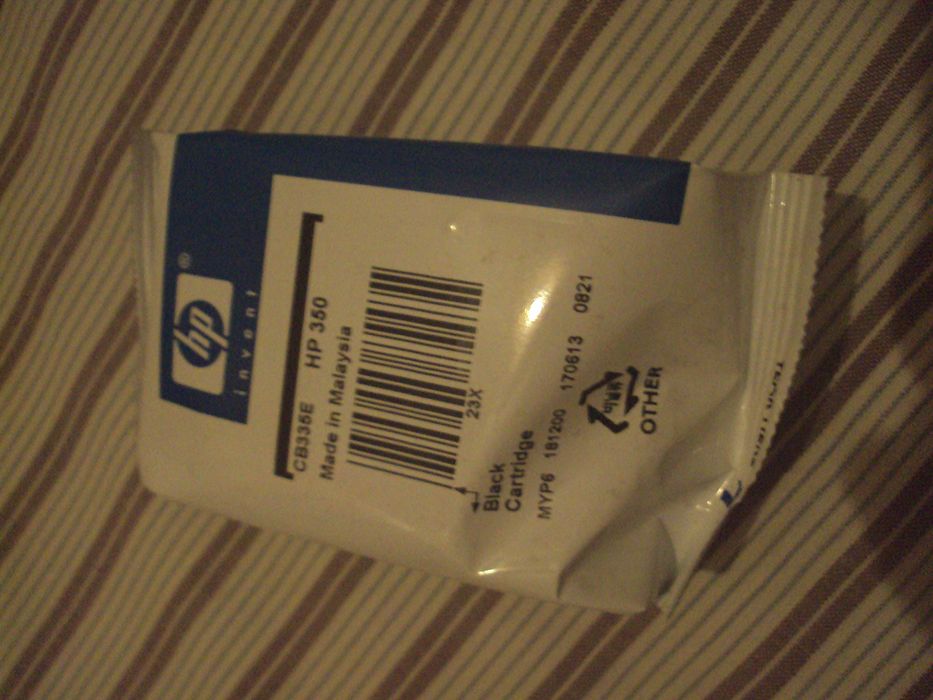 hp
®
invent
CB335E HP 350
Made in Malaysia
23X
Black
Cartridge
MYP6 181200 170613 0821
OTHER